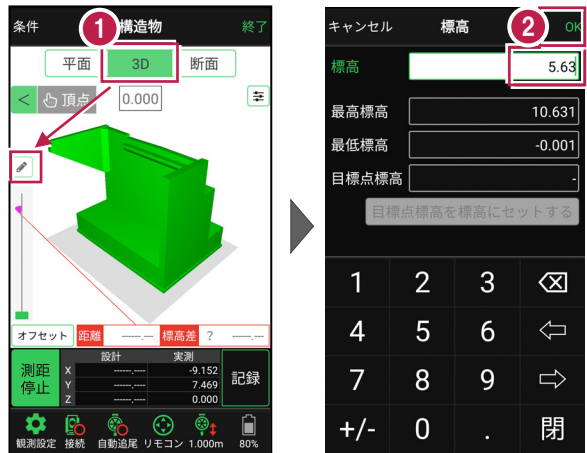 条件 1 構造物 終了
平面 3D 断面
< 頂点 0.000
オフセット 距離 ------.--- 標高差 ? ------.---
設計 実測
測距停止 X ------.---- -9.152 記録
Y ------.---- 7.469
Z ------.---- 0.000
観測設定 接続 自動追尾 リモコン 1.000m 80%
キャンセル 標高 2 OK
標高 5.63
最高標高 10.631
最低標高 -0.001
目標点標高 -
目標点標高を標高にセットする
1 2 3
4 5 6
7 8 9
+/- 0 . 閉